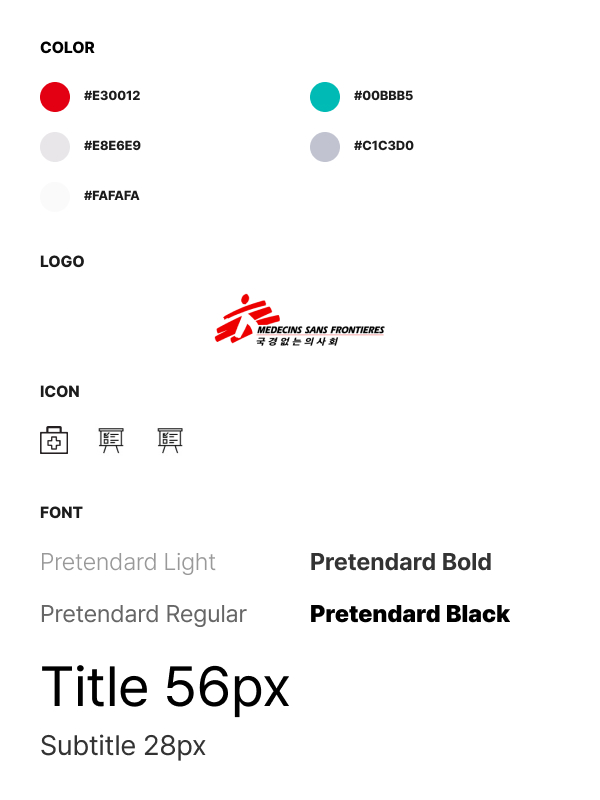 COLOR
#E30012
#00BBB5
#E8E6E9
#C1C3D0
#FAFAFA
LOGO
MEDECINS SANS FRONTIERES
국경없는의사회
ICON
FONT
Pretendard Light
Pretendard Bold
Pretendard Regular
Pretendard Black
Title 56px
Subtitle 28px